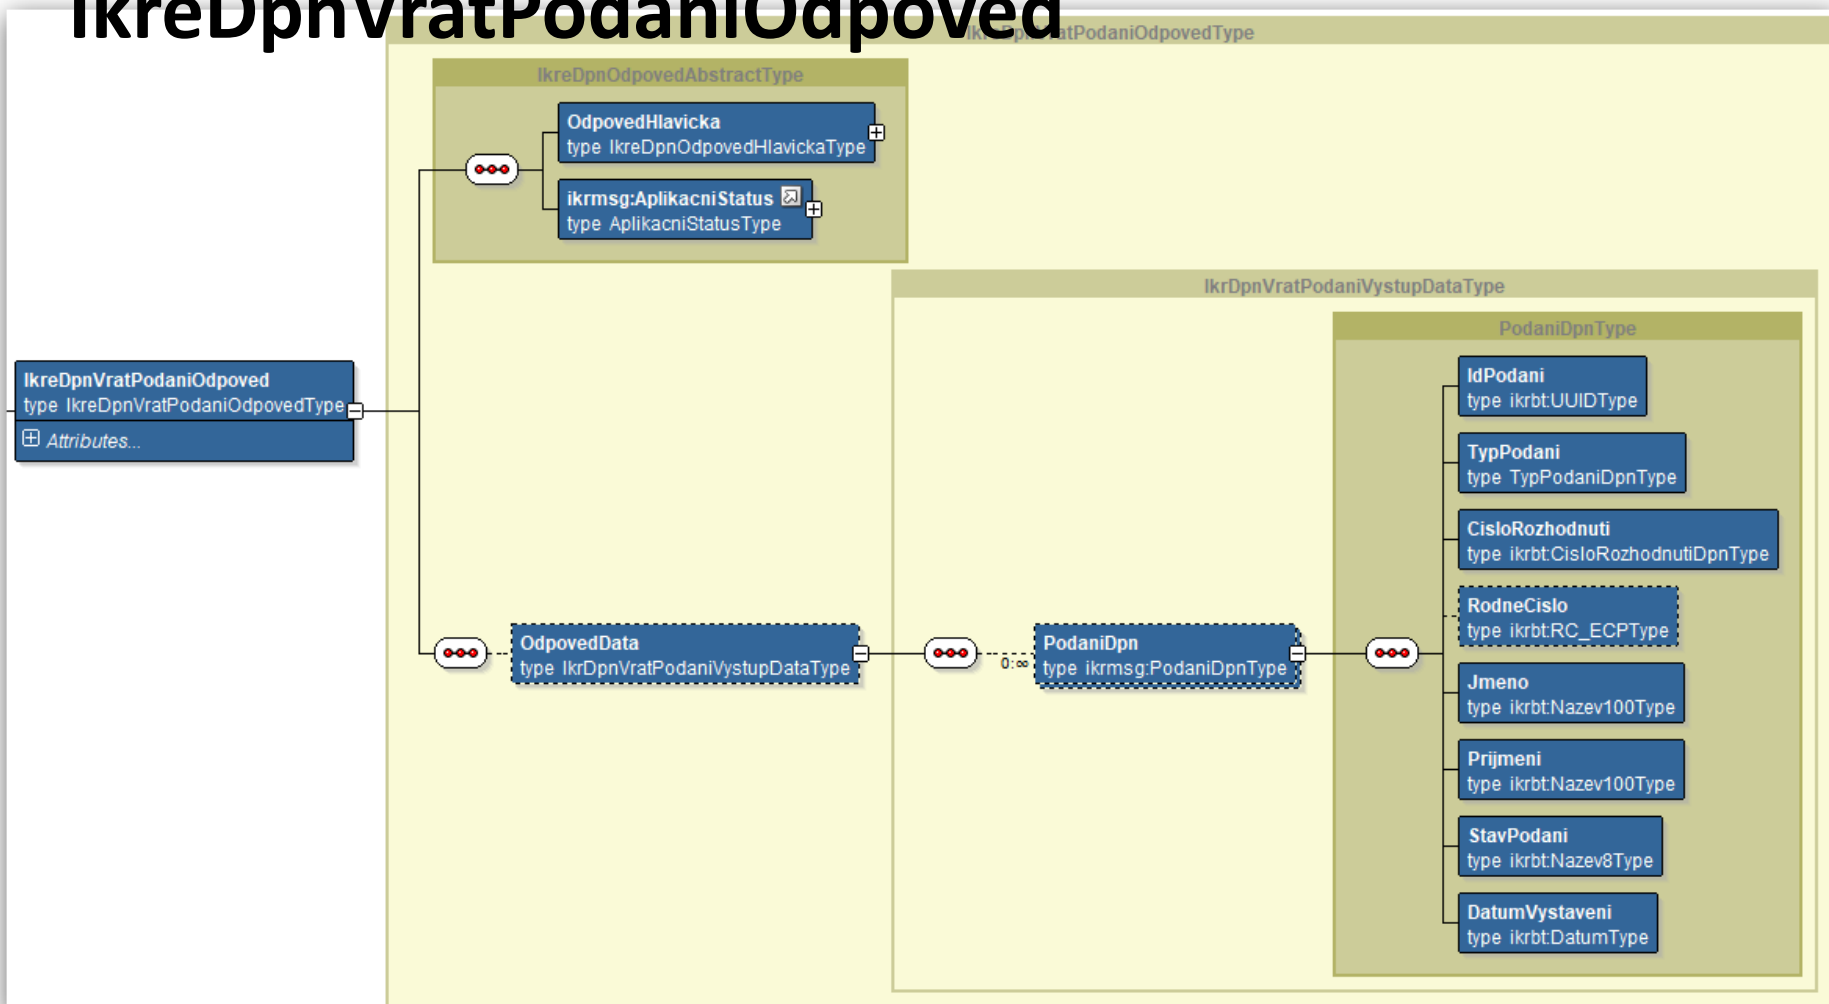 IkreDpnVratPodaniOdpoved
IkreDpnVratPodaniOdpovedType
IkreDpnOdpovedAbstractType
OdpovedHlavicka
type IkreDpnOdpovedHlavickaType
ikrmsg:AplikacniStatus
type AplikacniStatusType
IkrDpnVratPodaniVystupDataType
PodaniDpnType
IkreDpnVratPodaniOdpoved
type IkreDpnVratPodaniOdpovedType
Attributes...
OdpovedData
type IkrDpnVratPodaniVystupDataType
0:∞
PodaniDpn
type ikrmsg:PodaniDpnType
IdPodani
type ikrbt:UUIDType
TypPodani
type TypPodaniDpnType
CisloRozhodnuti
type ikrbt:CisloRozhodnutiDpnType
RodneCislo
type ikrbt:RC_ECPType
Jmeno
type ikrbt:Nazev100Type
Prijmeni
type ikrbt:Nazev100Type
StavPodani
type ikrbt:Nazev8Type
DatumVystaveni
type ikrbt:DatumType